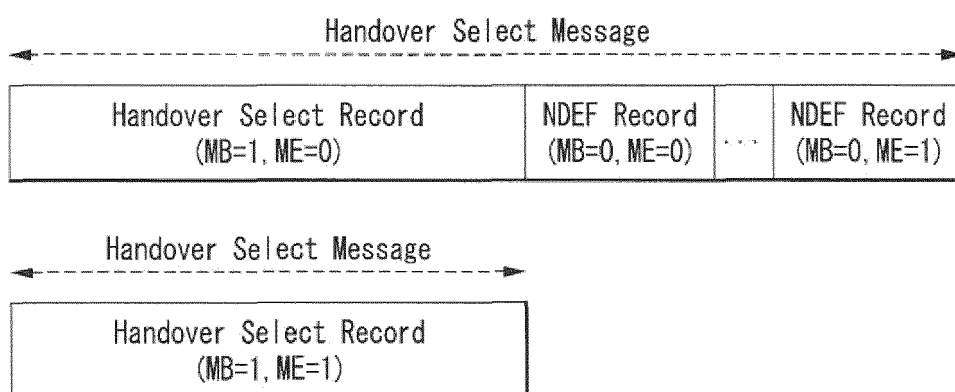 Handover Select Message
Handover Select Record
(MB=1, ME=0)
NDEF Record
(MB=0, ME=0)
...
NDEF Record
(MB=0, ME=1)
Handover Select Message
Handover Select Record
(MB=1, ME=1)